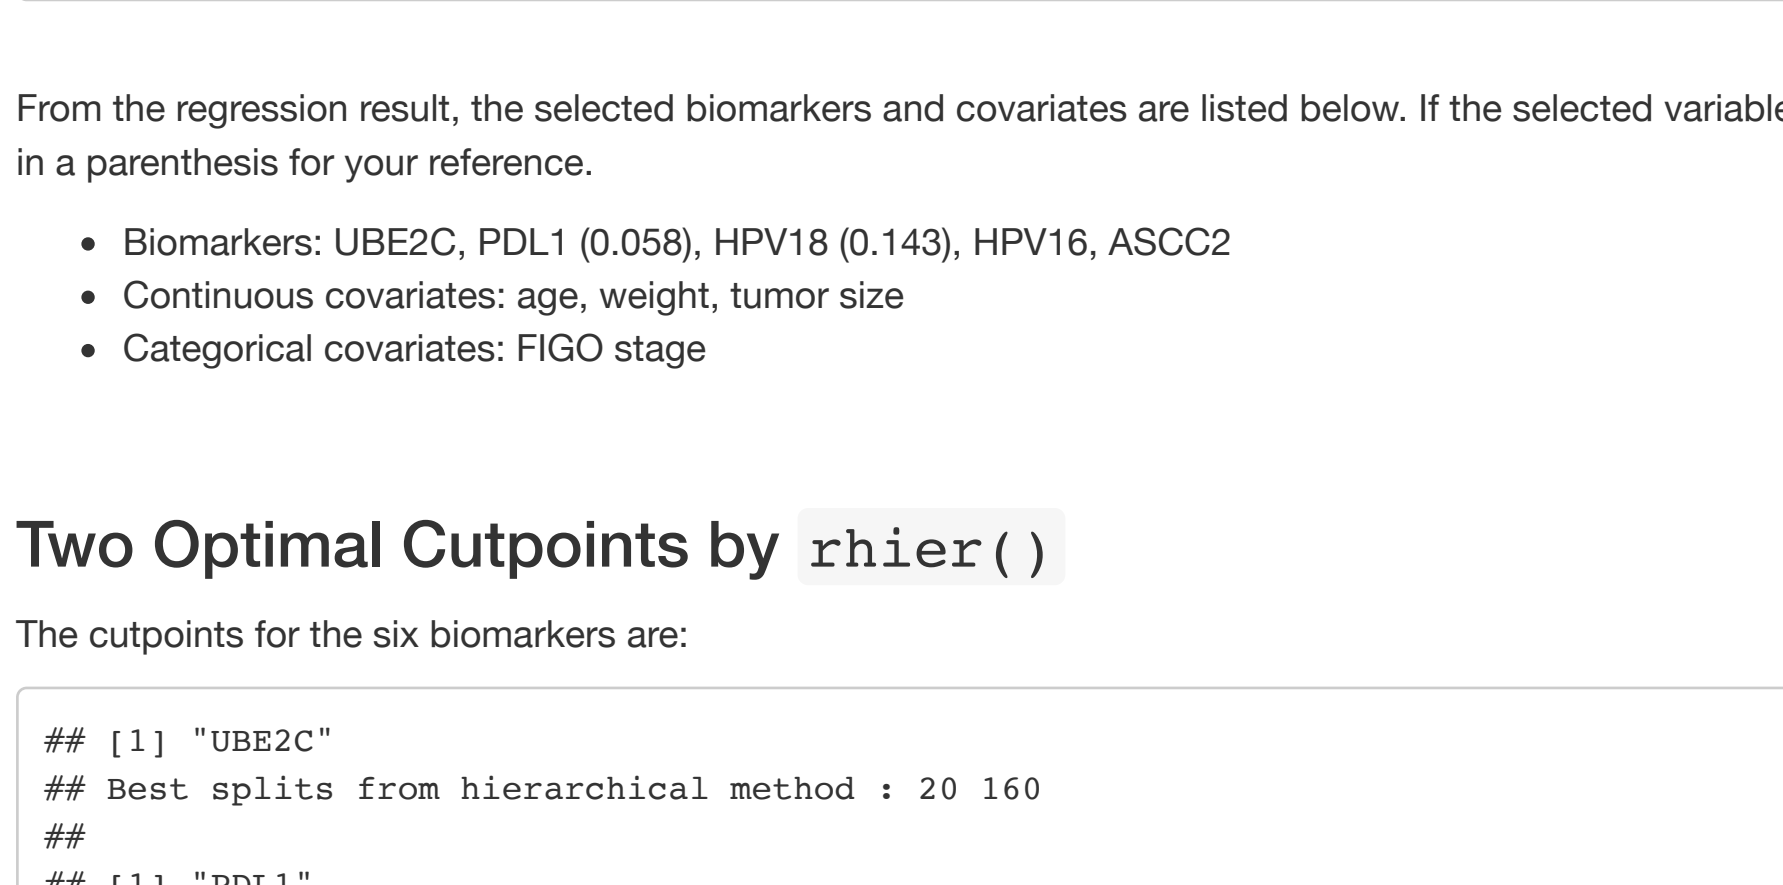 From the regression result, the selected biomarkers and covariates are listed below. If the selected variable
in a parenthesis for your reference.
• Biomarkers: UBE2C, PDL1 (0.058), HPV18 (0.143), HPV16, ASCC2
• Continuous covariates: age, weight, tumor size
• Categorical covariates: FIGO stage
Two Optimal Cutpoints by rhier()
The cutpoints for the six biomarkers are:
## [1] "UBE2C"
## Best splits from hierarchical method : 20 160
##
## [1] "PDL1"